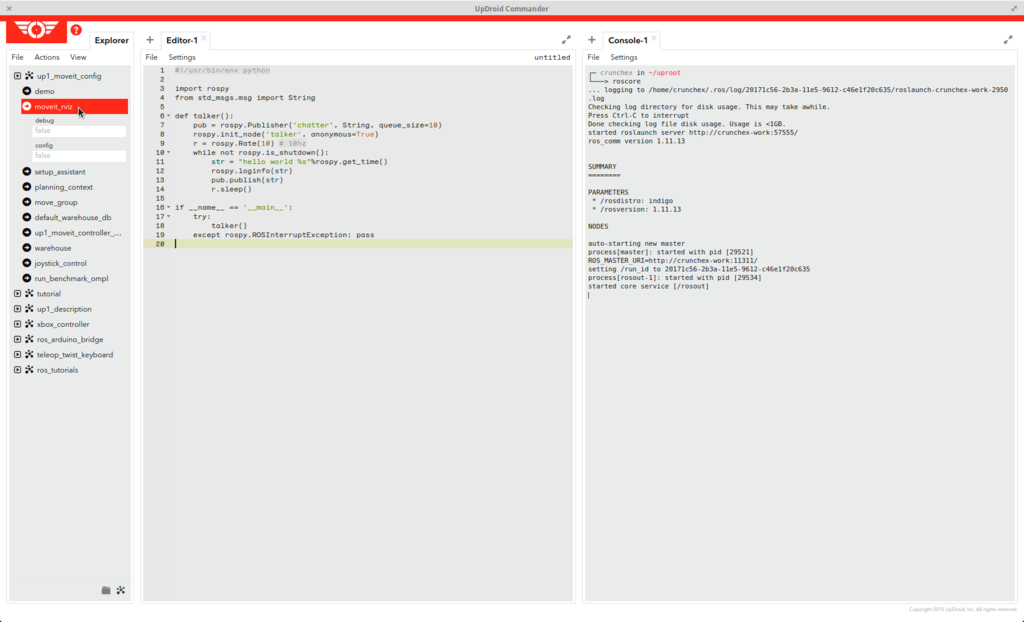 UpDroid Commander
?
Explorer
File Actions View
up1_moveit_config
demo
moveit_rviz
debug
false
config
false
setup_assistant
planning_context
move_group
default_warehouse_db
up1_moveit_controller_...
warehouse
joystick_control
run_benchmark_ompl
tutorial
up1_description
xbox_controller
ros_arduino_bridge
teleop_twist_keyboard
ros_tutorials
+ Editor-1 ×
File Settings untitled
1 #!/usr/bin/env python
2
3 import rospy
4 from std_msgs.msg import String
5
6 def talker():
7     pub = rospy.Publisher('chatter', String, queue_size=10)
8     rospy.init_node('talker', anonymous=True)
9     r = rospy.Rate(10) # 10hz
10     while not rospy.is_shutdown():
11         str = "hello world %s"%rospy.get_time()
12         rospy.loginfo(str)
13         pub.publish(str)
14         r.sleep()
15
16 if __name__ == '__main__':
17     try:
18         talker()
19     except rospy.ROSInterruptException: pass
20
+ Console-1 ×
File Settings
crunchex in ~/uproot
roscore
... logging to /home/crunchex/.ros/log/20171c56-2b3a-11e5-9612-c46e1f20c635/roslaunch-crunchex-work-2950
.log
Checking log directory for disk usage. This may take awhile.
Press Ctrl-C to interrupt
Done checking log file disk usage. Usage is <1GB.
started roslaunch server http://crunchex-work:57555/
ros_comm version 1.11.13
SUMMARY
========
PARAMETERS
* /rosdistro: indigo
* /rosversion: 1.11.13
NODES
auto-starting new master
process[master]: started with pid [29521]
ROS_MASTER_URI=http://crunchex-work:11311/
setting /run_id to 20171c56-2b3a-11e5-9612-c46e1f20c635
process[rosout-1]: started with pid [29534]
started core service [/rosout]
Copyright 2015 UpDroid, Inc. All rights reserved.